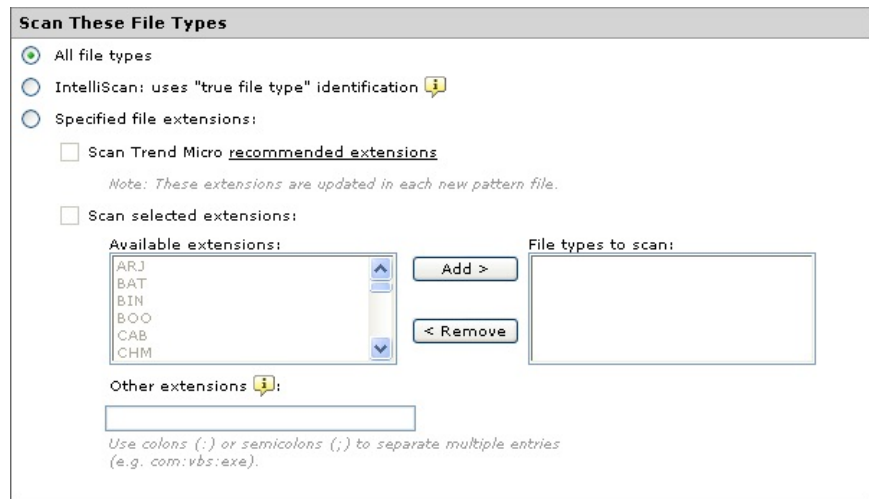 Scan These File Types
All file types
IntelliScan: uses "true file type" identification
Specified file extensions:
Scan Trend Micro recommended extensions
Note: These extensions are updated in each new pattern file.
Scan selected extensions:
Available extensions:
File types to scan:
ARJ
BAT
BIN
BOO
CAB
CHM
Add >
< Remove
Other extensions :
Use colons (:) or semicolons (;) to separate multiple entries
(e.g. com:vbs:exe).